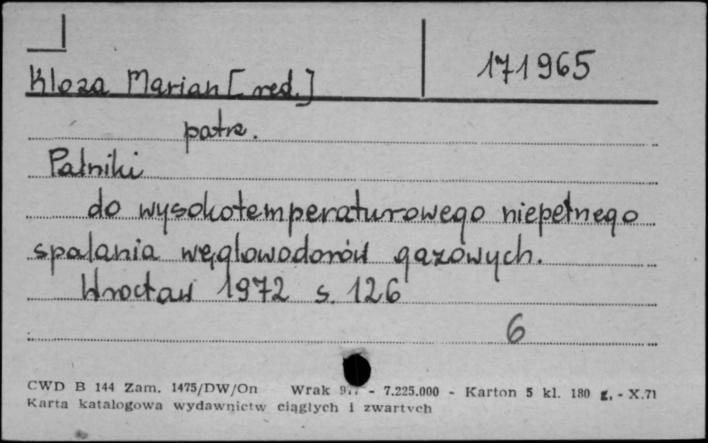 171965
Kloza Marian [red.]
patrz.
Palniki
do wysokotemperaturowego niepełnego
spalania węglowodorów gazowych.
Wrocław 1972 s. 126
6
CWD B 144 Zam. 1475/DW/On Wrak - 7.225.000 - Karton 5 kl. 180 g. - X.71
Karta katalogowa wydawnictw ciągłych i zwartych